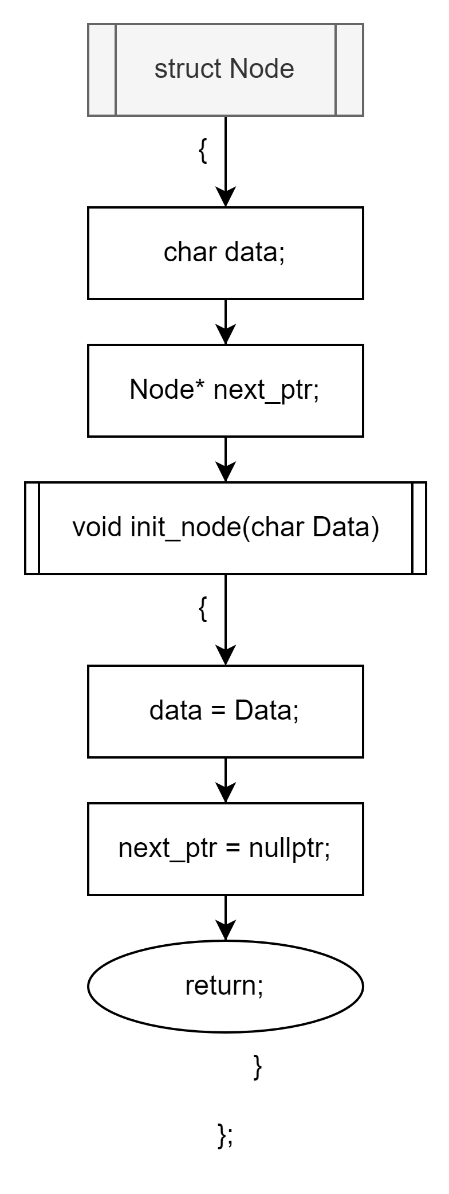 struct Node
{
char data;
Node* next_ptr;
void init_node(char Data)
{
data = Data;
next_ptr = nullptr;
return;
}
};